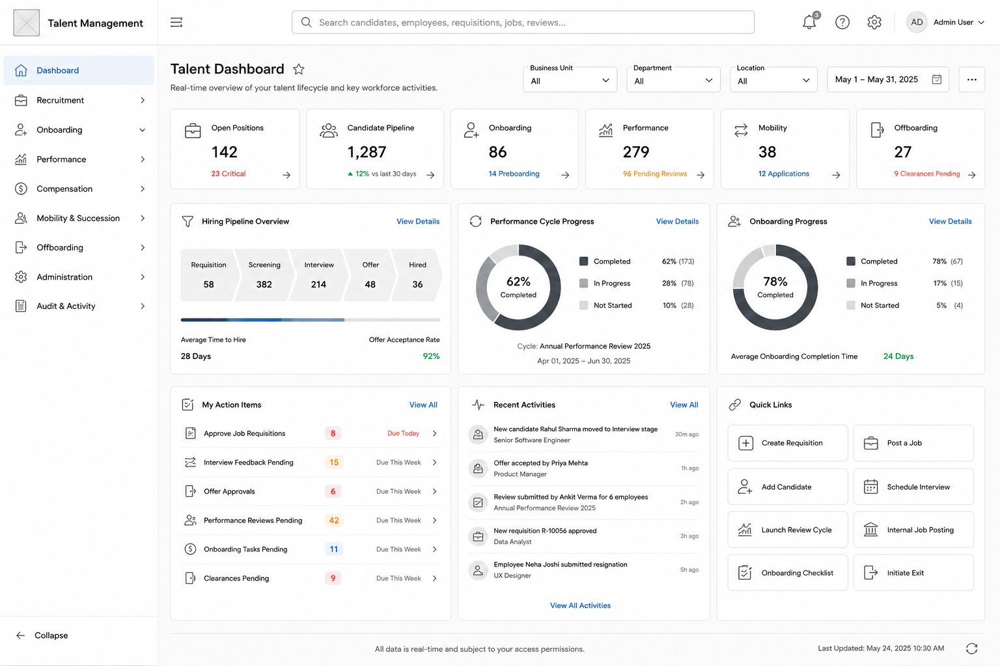 Talent Management
Search candidates, employees, requisitions, jobs, reviews...
3
AD
Admin User
Dashboard
Recruitment
Onboarding
Performance
Compensation
Mobility & Succession
Offboarding
Administration
Audit & Activity
Collapse
Talent Dashboard
Real-time overview of your talent lifecycle and key workforce activities.
Business Unit
All
Department
All
Location
All
May 1 – May 31, 2025
Open Positions
142
23 Critical
Candidate Pipeline
1,287
12% vs last 30 days
Onboarding
86
14 Preboarding
Performance
279
96 Pending Reviews
Mobility
38
12 Applications
Offboarding
27
9 Clearances Pending
Hiring Pipeline Overview
View Details
Requisition
58
Screening
382
Interview
214
Offer
48
Hired
36
Average Time to Hire
28 Days
Offer Acceptance Rate
92%
Performance Cycle Progress
View Details
62%
Completed
Completed 62% (173)
In Progress 28% (78)
Not Started 10% (28)
Cycle: Annual Performance Review 2025
Apr 01, 2025 – Jun 30, 2025
Onboarding Progress
View Details
78%
Completed
Completed 78% (67)
In Progress 17% (15)
Not Started 5% (4)
Average Onboarding Completion Time 24 Days
My Action Items
View All
Approve Job Requisitions 8 Due Today
Interview Feedback Pending 15 Due This Week
Offer Approvals 6 Due This Week
Performance Reviews Pending 42 Due This Week
Onboarding Tasks Pending 11 Due This Week
Clearances Pending 9 Due This Week
Recent Activities
View All
New candidate Rahul Sharma moved to Interview stage
Senior Software Engineer
30m ago
Offer accepted by Priya Mehta
Product Manager
1h ago
Review submitted by Ankit Verma for 6 employees
Annual Performance Review 2025
2h ago
New requisition R-10056 approved
Data Analyst
3h ago
Employee Neha Joshi submitted resignation
UX Designer
5h ago
View All Activities
Quick Links
Create Requisition
Post a Job
Add Candidate
Schedule Interview
Launch Review Cycle
Internal Job Posting
Onboarding Checklist
Initiate Exit
All data is real-time and subject to your access permissions.
Last Updated: May 24, 2025 10:30 AM